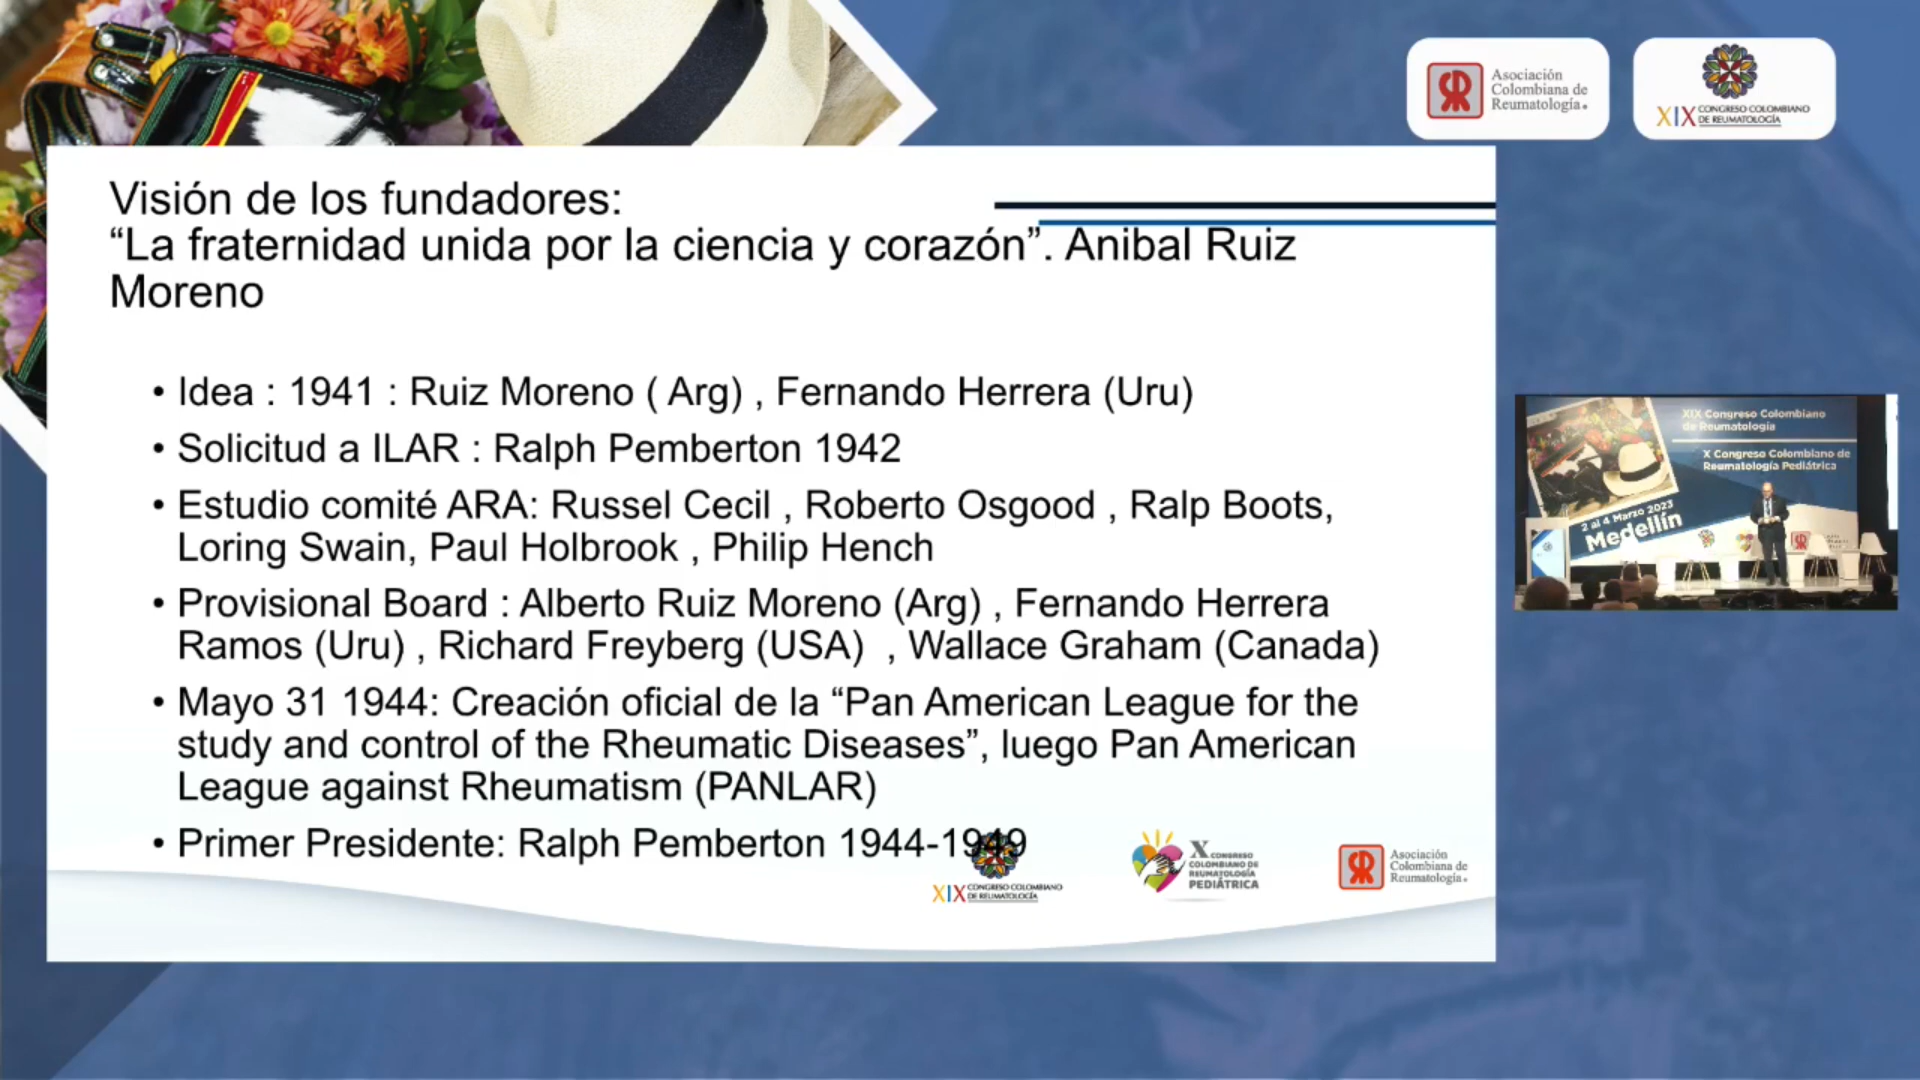 Asociación
Colombiana de
Reumatología.
XIX CONGRESO COLOMBIANO
DE REUMATOLOGÍA
Visión de los fundadores:
“La fraternidad unida por la ciencia y corazón”. Anibal Ruiz
Moreno
• Idea : 1941 : Ruiz Moreno ( Arg) , Fernando Herrera (Uru)
• Solicitud a ILAR : Ralph Pemberton 1942
• Estudio comité ARA: Russel Cecil , Roberto Osgood , Ralp Boots,
Loring Swain, Paul Holbrook , Philip Hench
• Provisional Board : Alberto Ruiz Moreno (Arg) , Fernando Herrera
Ramos (Uru) , Richard Freyberg (USA) , Wallace Graham (Canada)
• Mayo 31 1944: Creación oficial de la “Pan American League for the
study and control of the Rheumatic Diseases”, luego Pan American
League against Rheumatism (PANLAR)
• Primer Presidente: Ralph Pemberton 1944-1949
XIX CONGRESO COLOMBIANO
DE REUMATOLOGÍA
X CONGRESO
COLOMBIANO DE
REUMATOLOGÍA
PEDIÁTRICA
Asociación
Colombiana de
Reumatología.
XIX Congreso Colombiano
de Reumatología
X Congreso Colombiano de
Reumatología Pediátrica
2 al 4 Marzo 2023
Medellín